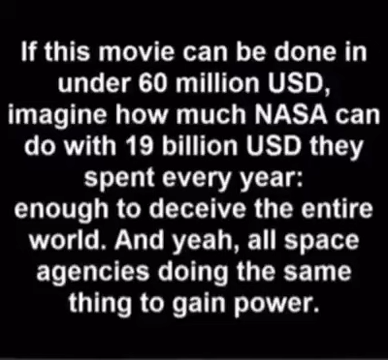 If this movie can be done in
under 60 million USD,
imagine how much NASA can
do with 19 billion USD they
spent every year:
enough to deceive the entire
world. And yeah, all space
agencies doing the same
thing to gain power.